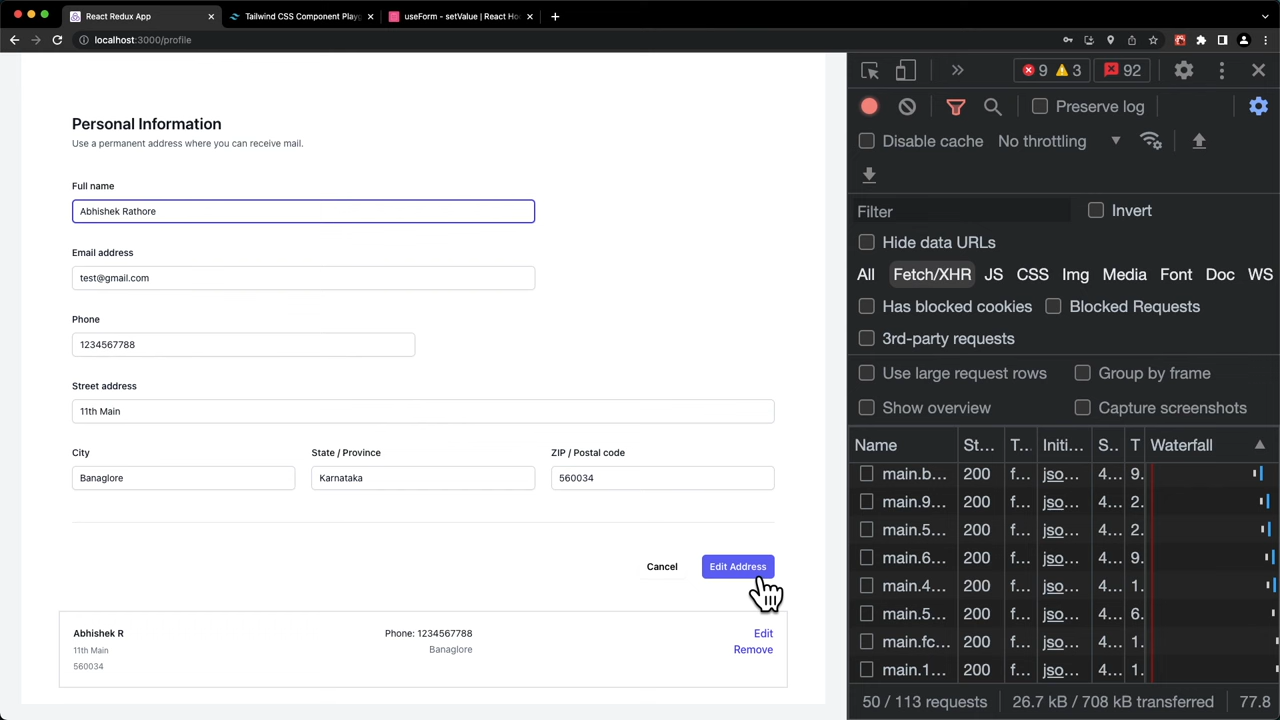 React Redux App
Tailwind CSS Component Playg
useForm - setValue | React Ho
localhost:3000/profile
Personal Information
Use a permanent address where you can receive mail.
Full name
Abhishek Rathore
Email address
test@gmail.com
Phone
1234567788
Street address
11th Main
City
State / Province
ZIP / Postal code
Banaglore
Karnataka
560034
Cancel
Edit Address
Abhishek R
11th Main
560034
Phone: 1234567788
Banaglore
Edit
Remove
9
3
92
Preserve log
Disable cache
No throttling
Filter
Invert
Hide data URLs
All Fetch/XHR JS CSS Img Media Font Doc WS
Has blocked cookies
Blocked Requests
3rd-party requests
Use large request rows
Group by frame
Show overview
Capture screenshots
Name St... T... Initi... S... T Waterfall
main.b... 200 f... jso... 4... 9.
main.9... 200 f... jso... 4... 2.
main.5... 200 f... jso... 4... 2.
main.6... 200 f... jso... 4... 9.
main.4... 200 f... jso... 4... 1.
main.5... 200 f... jso... 4... 6.
main.fc... 200 f... jso... 4... 1.
main.1... 200 f... jso... 4... 1.
50 / 113 requests 26.7 kB / 708 kB transferred 77.8